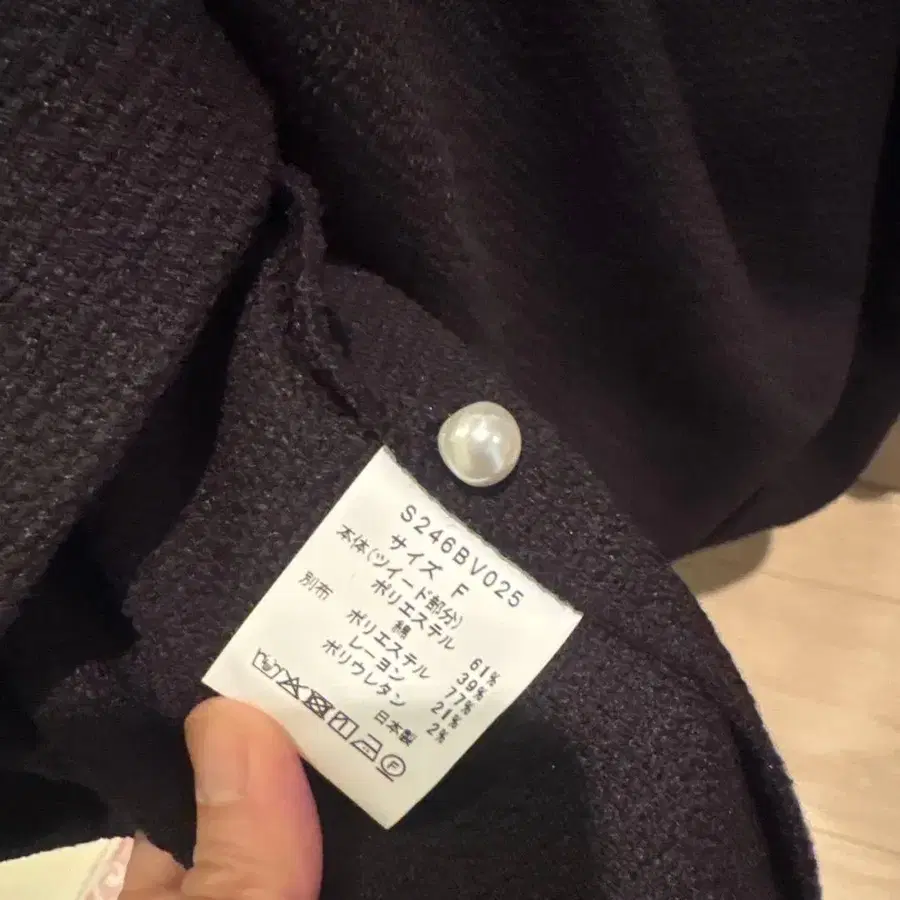 S246BV025
サイズ F
本体(ツイード部分)
ポリエステル 61%
綿 39%
別布 ポリエステル 77%
レーヨン 21%
ポリウレタン 2%
日本製
F